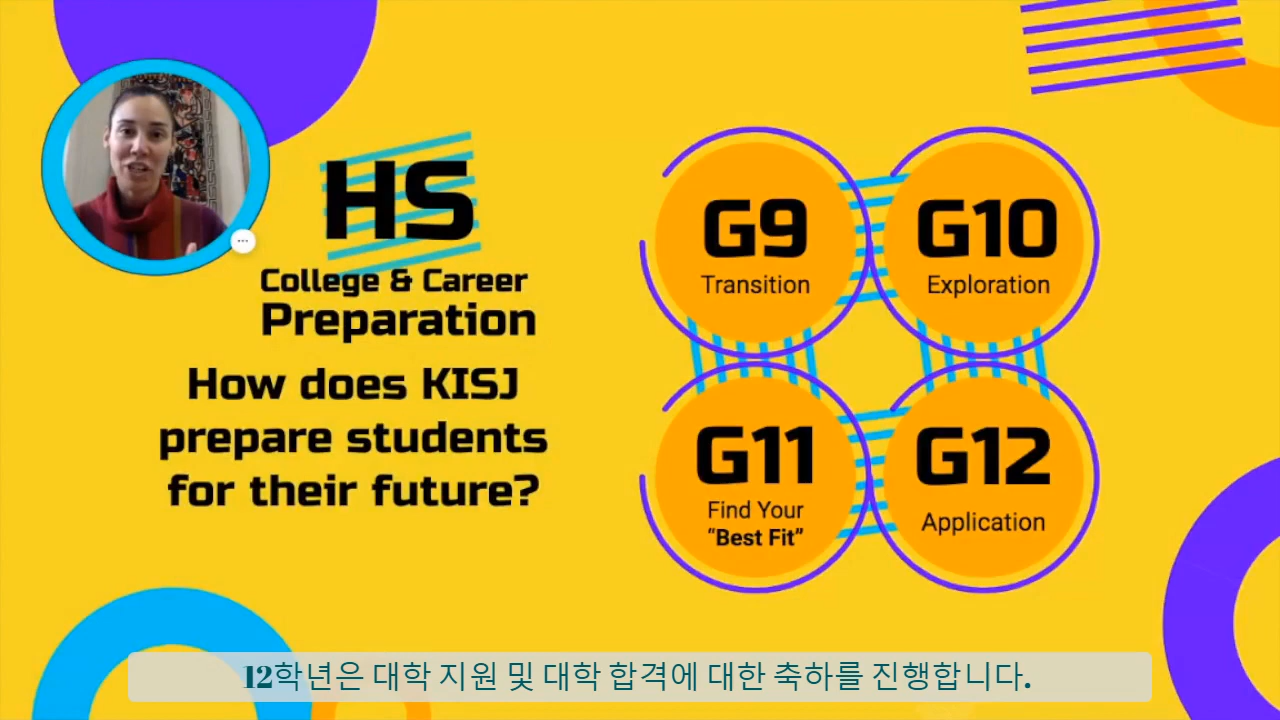 HS
College & Career
Preparation
How does KISJ
prepare students
for their future?
G9
Transition
G10
Exploration
G11
Find Your
“Best Fit”
G12
Application
12학년은 대학 지원 및 대학 합격에 대한 축하를 진행합니다.